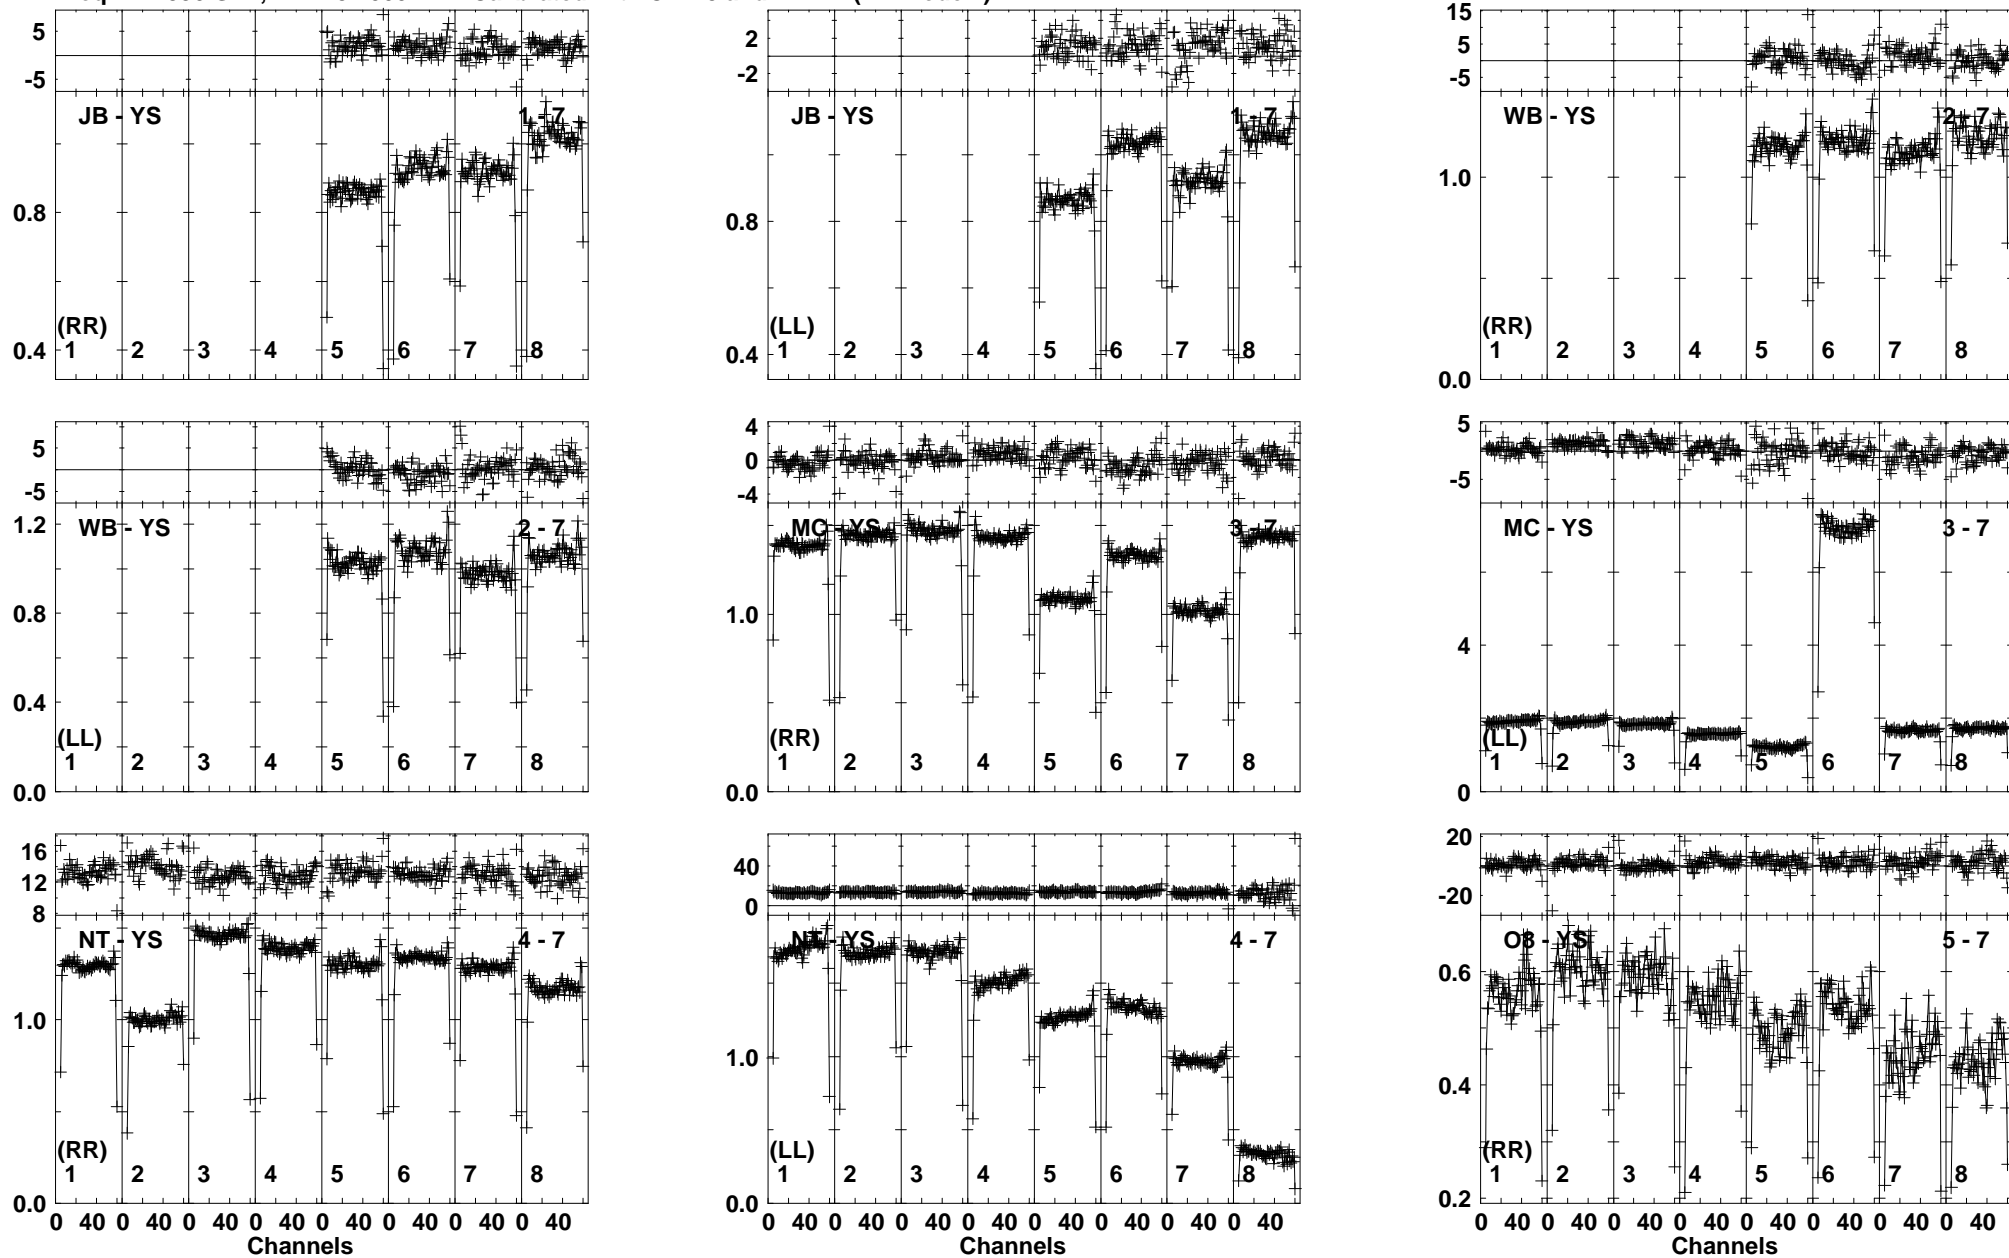 5 -5 2 -2 15 5 -5
JB - YS 1 - 7 JB - YS 1 - 7 WB - YS 2 - 7
0.8 0.8 1.0
(RR) (LL) (RR)
0.4 1 2 3 4 5 6 7 8 0.4 1 2 3 4 5 6 7 8 1 2 3 4 5 6 7 8
0.0
5 -5 4 0 -4 5 -5
1.2 WB - YS 2 - 7 MC - YS 3 - 7 MC - YS 3 - 7
0.8 1.0 4
0.4
(LL) (RR) (LL)
1 2 3 4 5 6 7 8 1 2 3 4 5 6 7 8 1 2 3 4 5 6 7 8
0.0 0.0 0
16 12 8 40 0 20 -20
NT - YS 4 - 7 NT - YS 4 - 7 O8 - YS 5 - 7
0.6
1.0 1.0 0.4
(RR) (LL) (RR)
1 2 3 4 5 6 7 8 1 2 3 4 5 6 7 8 1 2 3 4 5 6 7 8
0.0 0.0 0.2
0 40 0 40 0 40 0 40 0 40 0 40 0 40 0 40 0 40 0 40 0 40 0 40 0 40 0 40 0 40 0 40 0 40 0 40 0 40 0 40 0 40 0 40 0 40 0 40
Channels Channels